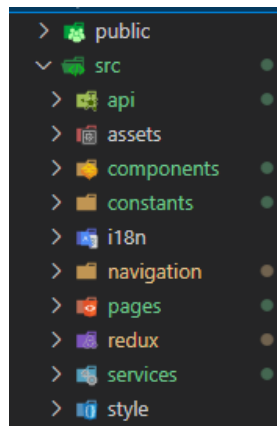 public
src
api
assets
components
constants
i18n
navigation
pages
redux
services
style